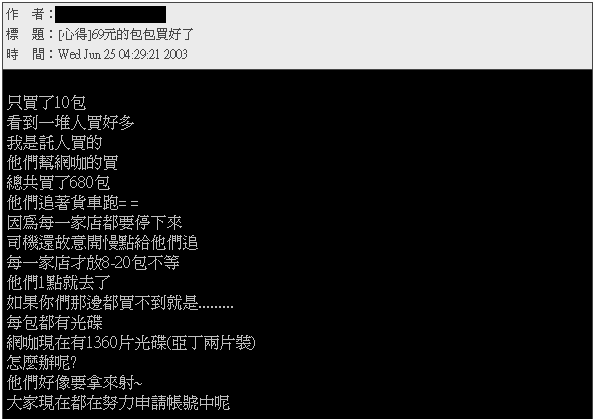 作 者：
標 題：[心得]69元的包包買好了
時 間：Wed Jun 25 04:29:21 2003
只買了10包
看到一堆人買好多
我是託人買的
他們幫網咖的買
總共買了680包
他們追著貨車跑= =
因為每一家店都要停下來
司機還故意開慢點給他們追
每一家店才放8-20包不等
他們1點就去了
如果你們那邊都買不到就是.........
每包都有光碟
網咖現在有1360片光碟(亞丁兩片裝)
怎麼辦呢?
他們好像要拿來射~
大家現在都在努力申請帳號中呢